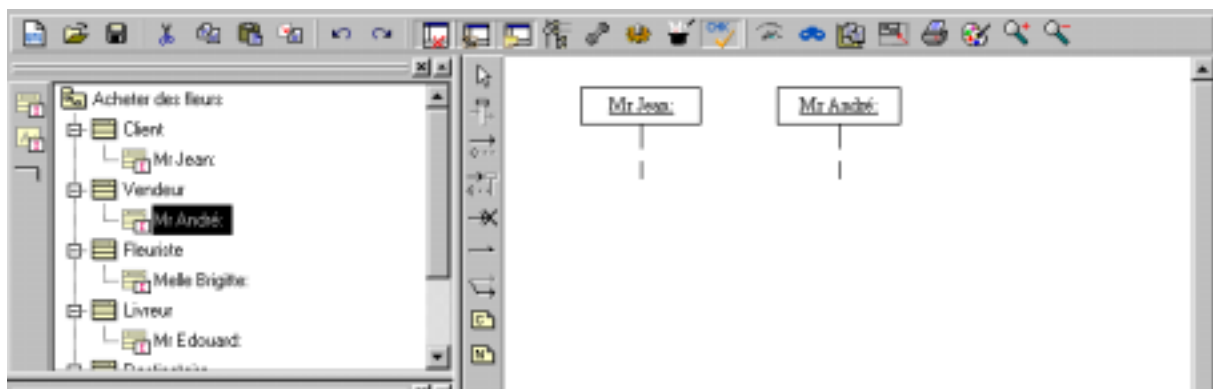 Acheter des fleurs
Client
Mr Jean:
Vendeur
Mr André:
Fleuriste
Melle Brigitte:
Livreur
Mr Edouard:
Mr Jean:
Mr André: